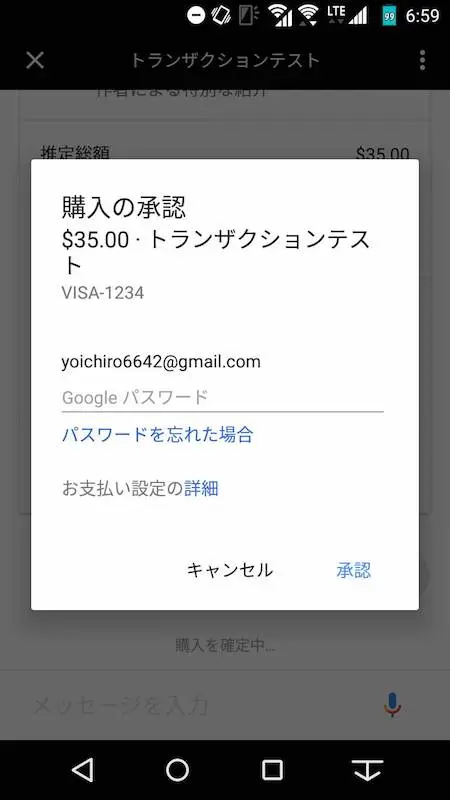 LTE 99 6:59
トランザクションテスト
作者による特別な紹介
推定総額 $35.00
購入の承認
$35.00 · トランザクションテス
ト
VISA-1234
yoichiro6642@gmail.com
Google パスワード
パスワードを忘れた場合
お支払い設定の詳細
キャンセル 承認
購入を確定中...
メッセージを入力